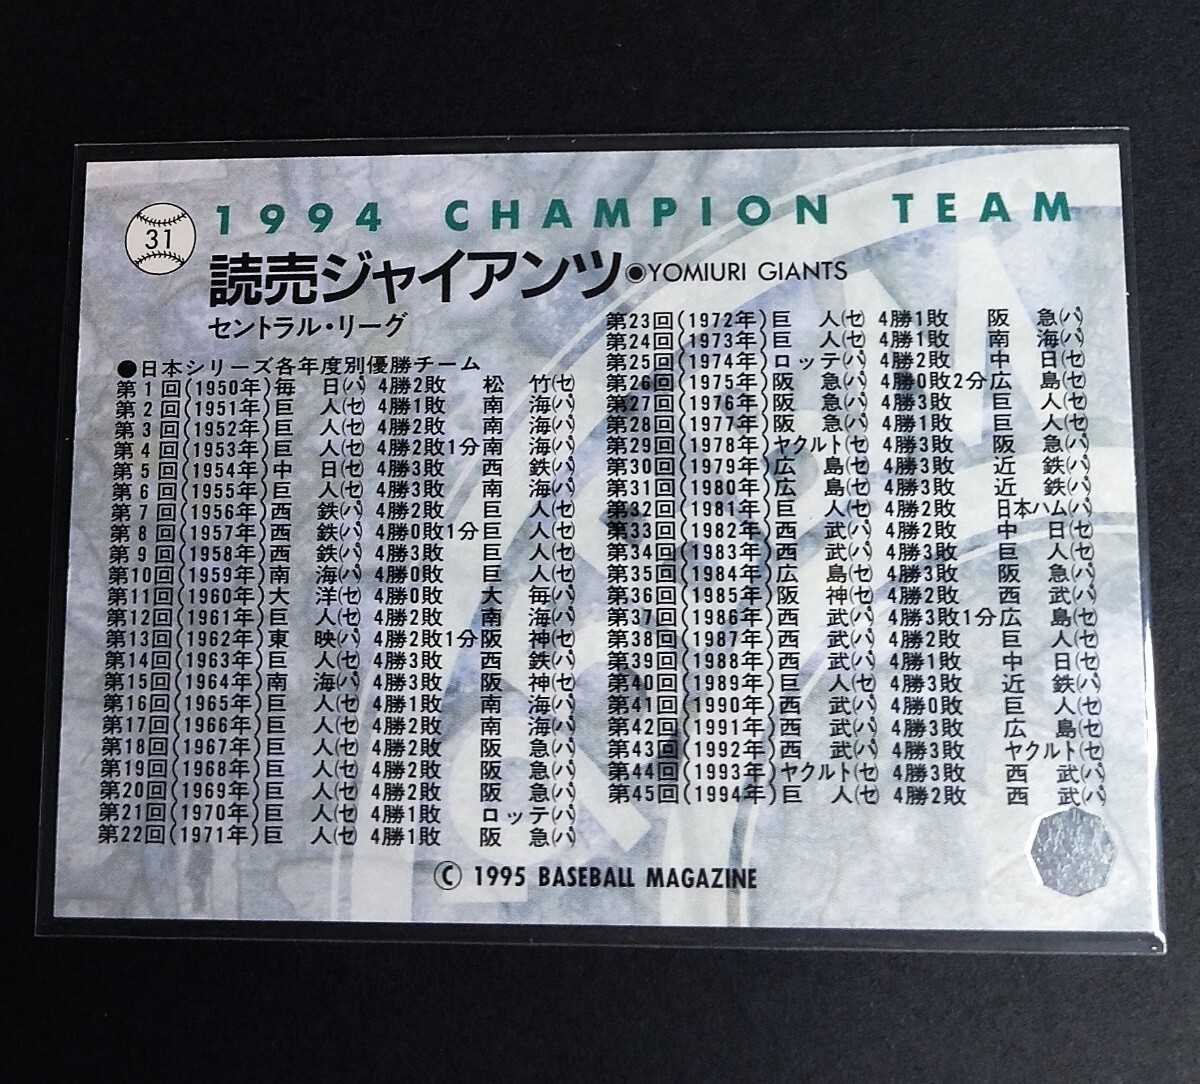 31
1994 CHAMPION TEAM
読売ジャイアンツ●YOMIURI GIANTS
セントラル・リーグ
●日本シリーズ各年度別優勝チーム
第1回(1950年)毎日(パ) 4勝2敗 松竹(セ)
第2回(1951年)巨人(セ) 4勝1敗 南海(パ)
第3回(1952年)巨人(セ) 4勝2敗 南海(パ)
第4回(1953年)巨人(セ) 4勝2敗1分 南海(パ)
第5回(1954年)中日(セ) 4勝3敗 西鉄(パ)
第6回(1955年)巨人(セ) 4勝3敗 南海(パ)
第7回(1956年)西鉄(パ) 4勝2敗 巨人(セ)
第8回(1957年)西鉄(パ) 4勝0敗1分 巨人(セ)
第9回(1958年)西鉄(パ) 4勝3敗 巨人(セ)
第10回(1959年)南海(パ) 4勝0敗 巨人(セ)
第11回(1960年)大洋(セ) 4勝0敗 大毎(パ)
第12回(1961年)巨人(セ) 4勝2敗 南海(パ)
第13回(1962年)東映(パ) 4勝2敗1分 阪神(セ)
第14回(1963年)巨人(セ) 4勝3敗 西鉄(パ)
第15回(1964年)南海(パ) 4勝3敗 阪神(セ)
第16回(1965年)巨人(セ) 4勝1敗 南海(パ)
第17回(1966年)巨人(セ) 4勝2敗 南海(パ)
第18回(1967年)巨人(セ) 4勝2敗 阪急(パ)
第19回(1968年)巨人(セ) 4勝2敗 阪急(パ)
第20回(1969年)巨人(セ) 4勝2敗 阪急(パ)
第21回(1970年)巨人(セ) 4勝1敗 ロッテ(パ)
第22回(1971年)巨人(セ) 4勝1敗 阪急(パ)
第23回(1972年)巨人(セ) 4勝1敗 阪急(パ)
第24回(1973年)巨人(セ) 4勝1敗 南海(パ)
第25回(1974年)ロッテ(パ) 4勝2敗 中日(セ)
第26回(1975年)阪急(パ) 4勝0敗2分 広島(セ)
第27回(1976年)阪急(パ) 4勝3敗 巨人(セ)
第28回(1977年)阪急(パ) 4勝1敗 巨人(セ)
第29回(1978年)ヤクルト(セ) 4勝3敗 阪急(パ)
第30回(1979年)広島(セ) 4勝3敗 近鉄(パ)
第31回(1980年)広島(セ) 4勝3敗 近鉄(パ)
第32回(1981年)巨人(セ) 4勝2敗 日本ハム(パ)
第33回(1982年)西武(パ) 4勝2敗 中日(セ)
第34回(1983年)西武(パ) 4勝3敗 巨人(セ)
第35回(1984年)広島(セ) 4勝3敗 阪急(パ)
第36回(1985年)阪神(セ) 4勝2敗 西武(パ)
第37回(1986年)西武(パ) 4勝3敗1分 広島(セ)
第38回(1987年)西武(パ) 4勝2敗 巨人(セ)
第39回(1988年)西武(パ) 4勝1敗 中日(セ)
第40回(1989年)巨人(セ) 4勝3敗 近鉄(パ)
第41回(1990年)西武(パ) 4勝0敗 巨人(セ)
第42回(1991年)西武(パ) 4勝3敗 広島(セ)
第43回(1992年)西武(パ) 4勝3敗 ヤクルト(セ)
第44回(1993年)ヤクルト(セ) 4勝3敗 西武(パ)
第45回(1994年)巨人(セ) 4勝2敗 西武(パ)
© 1995 BASEBALL MAGAZINE